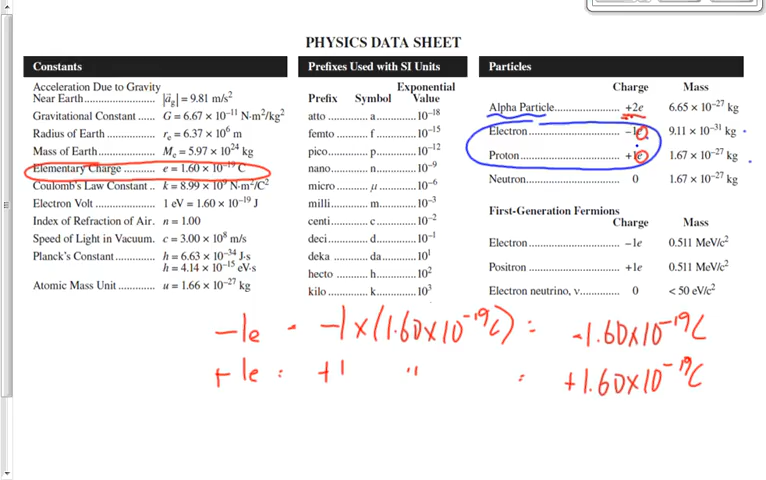 PHYSICS DATA SHEET
Constants
Acceleration Due to Gravity
Near Earth .................... |a⃗g| = 9.81 m/s²
Gravitational Constant ...... G = 6.67 × 10⁻¹¹ N·m²/kg²
Radius of Earth ................ rₑ = 6.37 × 10⁶ m
Mass of Earth .................. Mₑ = 5.97 × 10²⁴ kg
Elementary Charge ........... e = 1.60 × 10⁻¹⁹ C
Coulomb's Law Constant .. k = 8.99 × 10⁹ N·m²/C²
Electron Volt .................... 1 eV = 1.60 × 10⁻¹⁹ J
Index of Refraction of Air. n = 1.00
Speed of Light in Vacuum. c = 3.00 × 10⁸ m/s
Planck's Constant ............. h = 6.63 × 10⁻³⁴ J·s
h = 4.14 × 10⁻¹⁵ eV·s
Atomic Mass Unit ............ u = 1.66 × 10⁻²⁷ kg
Prefixes Used with SI Units
Exponential
Prefix Symbol Value
atto ............ a ............ 10⁻¹⁸
femto ......... f ............ 10⁻¹⁵
pico ............ p ............ 10⁻¹²
nano ........... n ............ 10⁻⁹
micro ......... μ ............ 10⁻⁶
milli ........... m ............ 10⁻³
centi ........... c ............ 10⁻²
deci ............ d ............ 10⁻¹
deka ........... da ........... 10¹
hecto .......... h ............ 10²
kilo ............ k ............ 10³
Particles
Charge Mass
Alpha Particle .................... +2e 6.65 × 10⁻²⁷ kg
Electron ............................ −1e 9.11 × 10⁻³¹ kg
Proton ............................... +1e 1.67 × 10⁻²⁷ kg
Neutron ............................. 0 1.67 × 10⁻²⁷ kg
First-Generation Fermions
Charge Mass
Electron ............................ −1e 0.511 MeV/c²
Positron ............................. +1e 0.511 MeV/c²
Electron neutrino, ν ............ 0 < 50 eV/c²
-1e = -1 x (1.60 x 10⁻¹⁹C) = -1.60 x 10⁻¹⁹C
+1e = +1 " = +1.60 x 10⁻¹⁹C